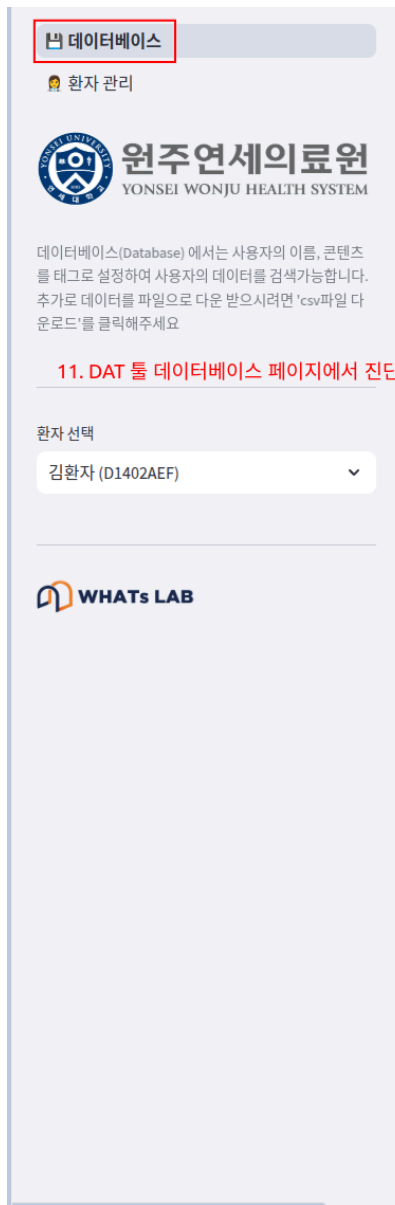 데이터베이스
환자 관리
원주연세의료원
YONSEI WONJU HEALTH SYSTEM
데이터베이스(Database) 에서는 사용자의 이름, 콘텐츠
를 태그로 설정하여 사용자의 데이터를 검색가능합니다.
추가로 데이터를 파일으로 다운 받으시려면 'csv파일 다
운로드'를 클릭해주세요
11. DAT 툴 데이터베이스 페이지에서 진단
환자 선택
김환자 (D1402AEF)
WHATs LAB